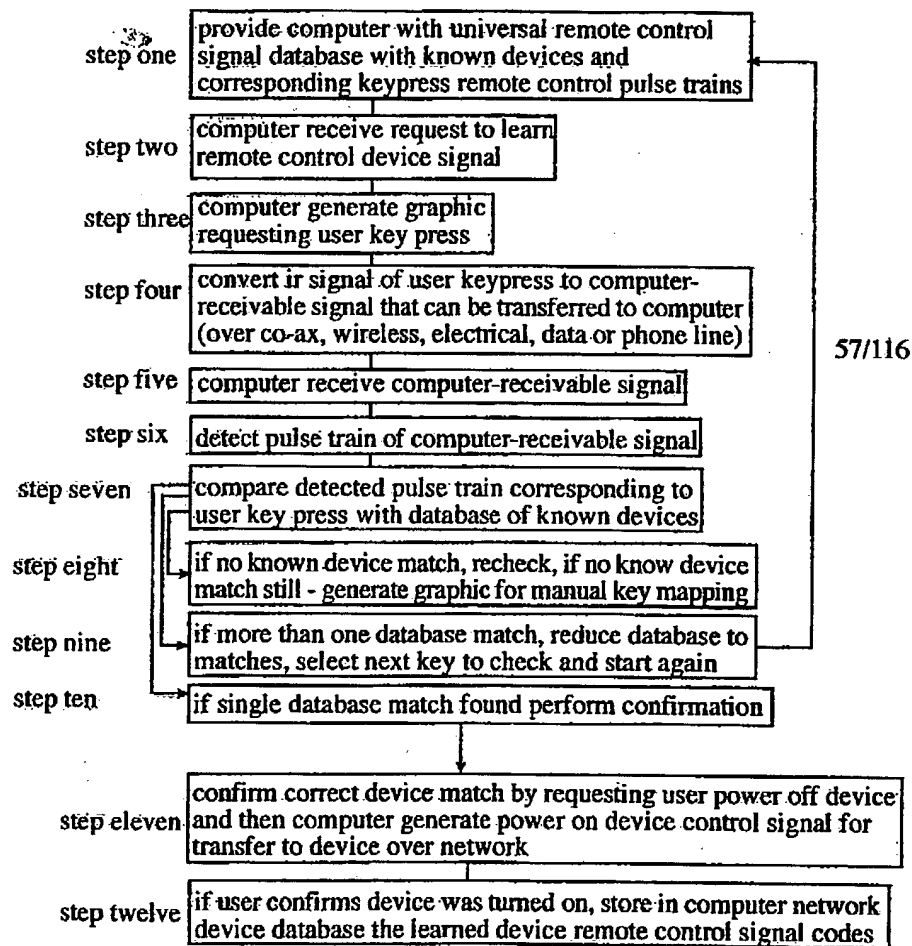 step one
provide computer with universal remote control
signal database with known devices and
corresponding keypress remote control pulse trains
step two
computer receive request to learn
remote control device signal
step three
computer generate graphic
requesting user key press
step four
convert ir signal of user keypress to computer-
receivable signal that can be transferred to computer
(over co-ax, wireless, electrical, data or phone line)
57/116
step five
computer receive computer-receivable signal
step six
detect pulse train of computer-receivable signal
step seven
compare detected pulse train corresponding to
user key press with database of known devices
step eight
if no known device match, recheck, if no know device
match still - generate graphic for manual key mapping
step nine
if more than one database match, reduce database to
matches, select next key to check and start again
step ten
if single database match found perform confirmation
step eleven
confirm correct device match by requesting user power off device
and then computer generate power on device control signal for
transfer to device over network
step twelve
if user confirms device was turned on, store in computer network
device database the learned device remote control signal codes